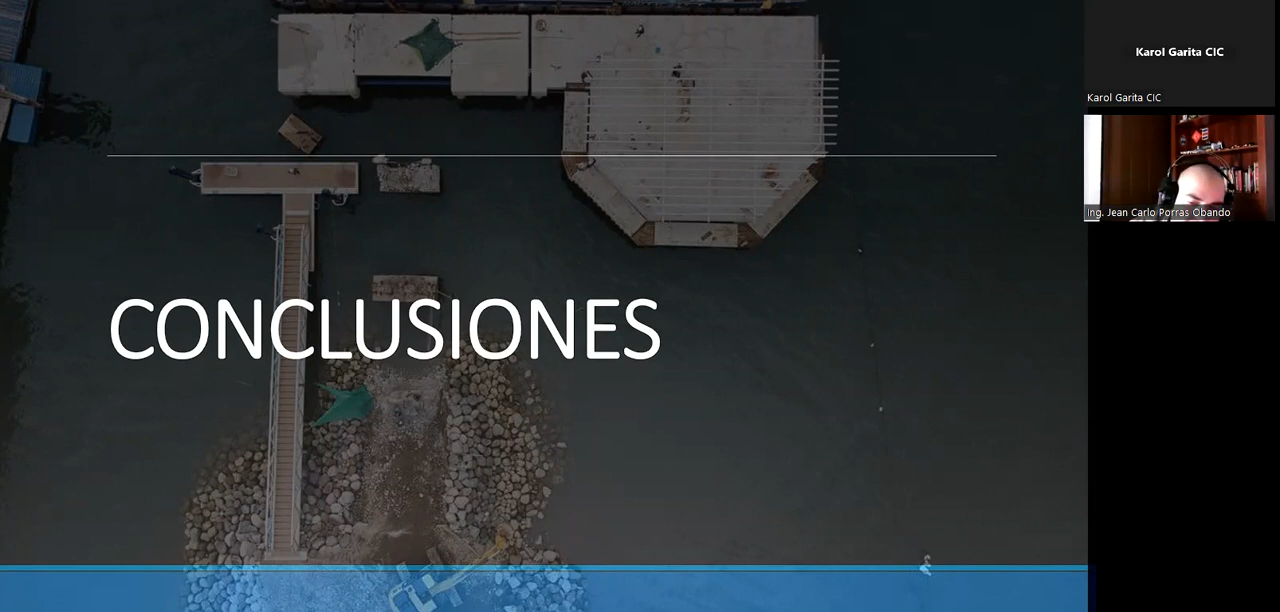 CONCLUSIONES
Karol Garita CIC
Karol Garita CIC
Ing. Jean Carlo Porras Obando